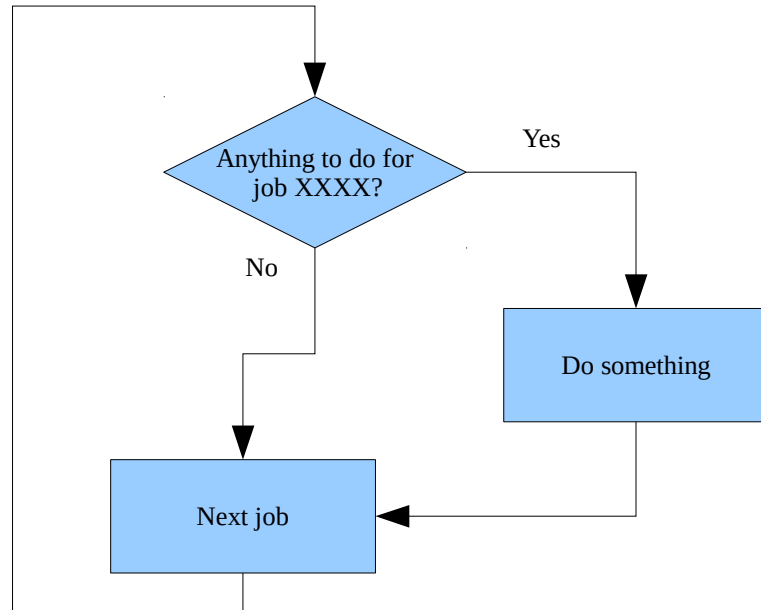 Anything to do for
job XXXX?
Yes
No
Do something
Next job